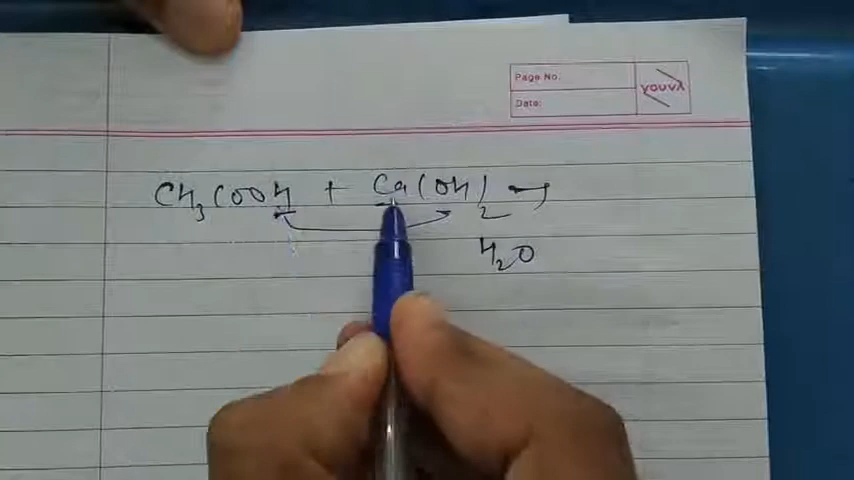 Page No.
Date:
youva
CH₃COOH + Ca(OH)₂ →
H₂O